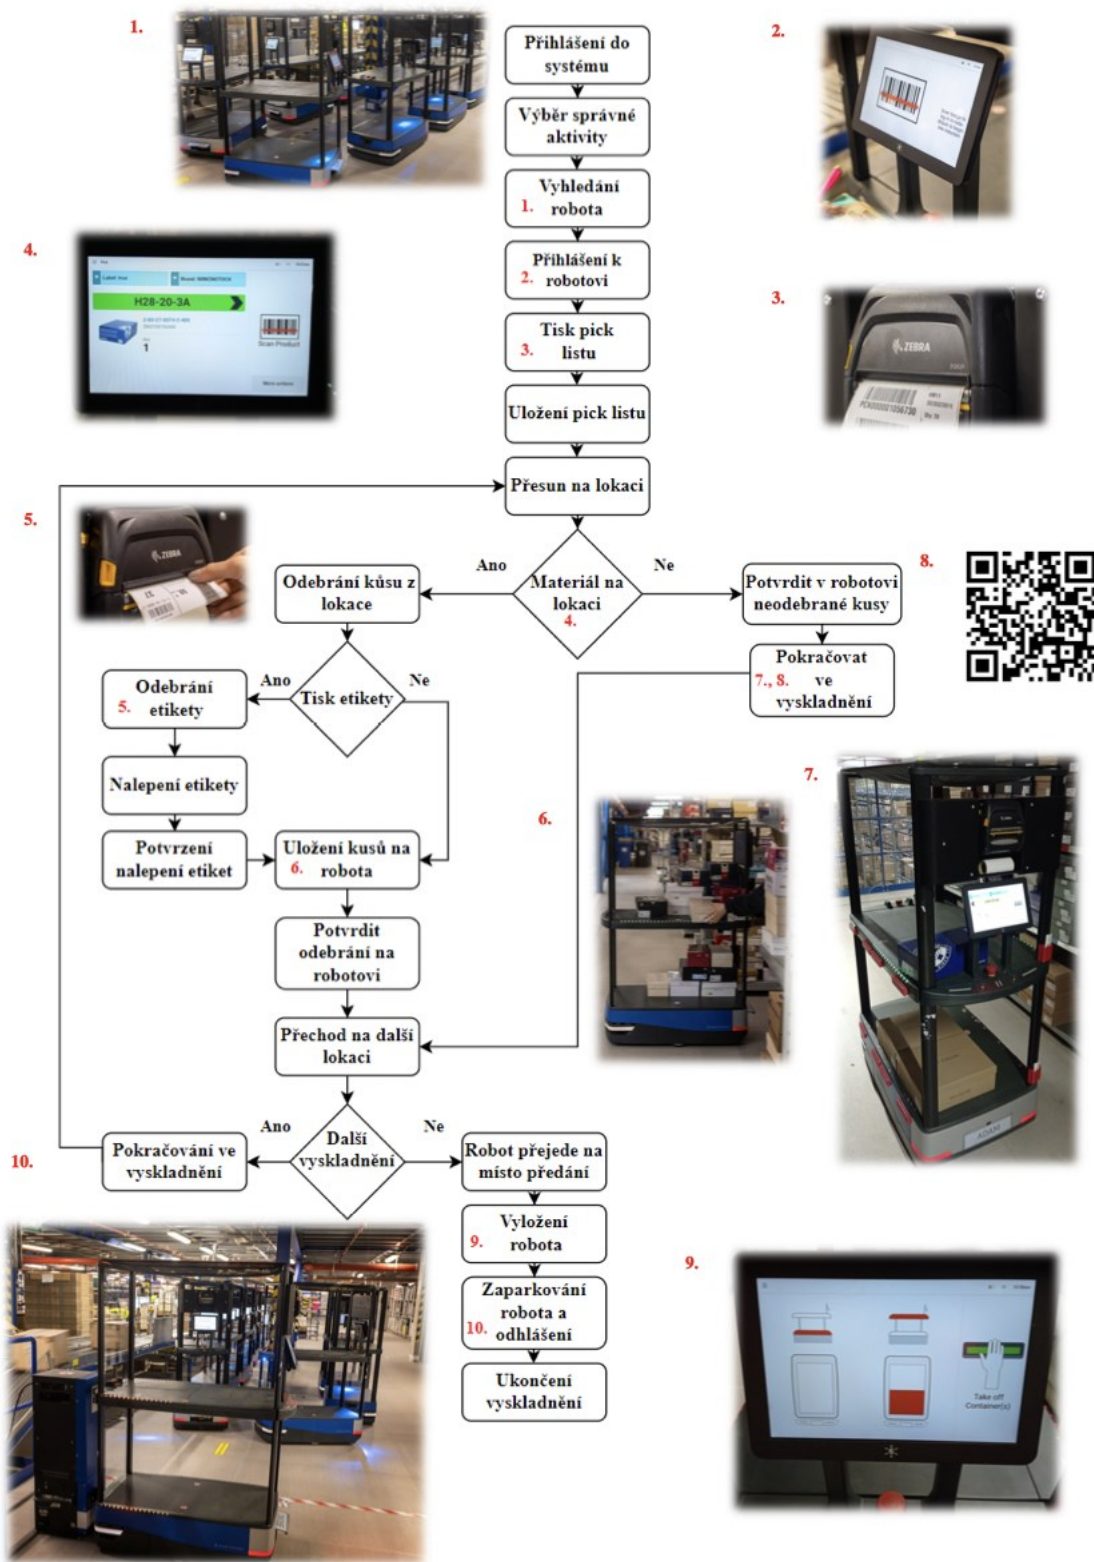 1.
Přihlášení do
systému
2.
Výběr správné
aktivity
Vyhledání
1. robota
4.
H28-20-3A
1
Scan Product
Přihlášení k
2. robotovi
3.
ZEBRA
Tisk pick
3. listu
Uložení pick listu
Přesun na lokaci
5.
ZEBRA
Ano
Materiál na
lokaci
4.
Ne
Odebrání kůsu z
lokace
Potvrdit v robotovi
neodebrané kusy
8.
Pokračovat
7., 8. ve
vyskladnění
Ano
Tisk etikety
Ne
Odebrání
5. etikety
Nalepení etikety
Potvrzení
nalepení etiket
Uložení kusů na
6. robota
6.
7.
Potvrdit
odebrání na
robotovi
Přechod na další
lokaci
ADAM
Ano
Další
vyskladnění
Ne
Pokračování ve
vyskladnění
10.
Robot přejede na
místo předání
Vyložení
9. robota
Zaparkování
robota a
10. odhlášení
Ukončení
vyskladnění
9.
Take off
Container(s)